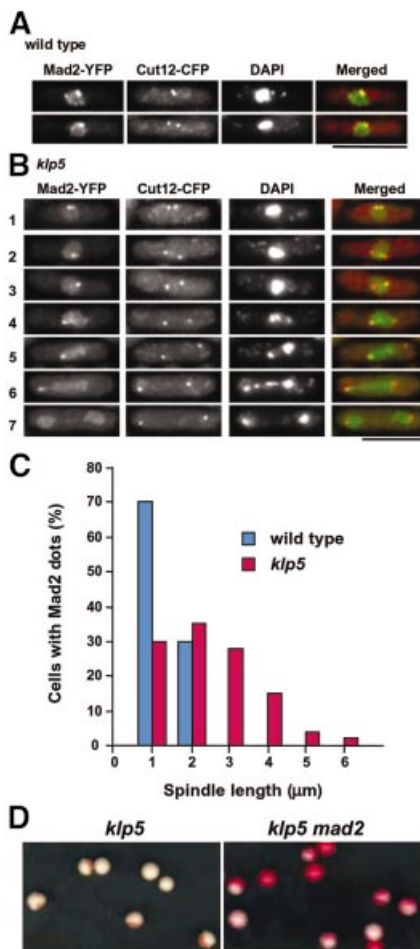 A
wild type
Mad2-YFP Cut12-CFP DAPI Merged
B klp5
Mad2-YFP Cut12-CFP DAPI Merged
1
2
3
4
5
6
7
C
80
70
60
50
40
30
20
10
0
Cells with Mad2 dots (%)
wild type
klp5
0 1 2 3 4 5 6
Spindle length (µm)
D klp5 klp5 mad2